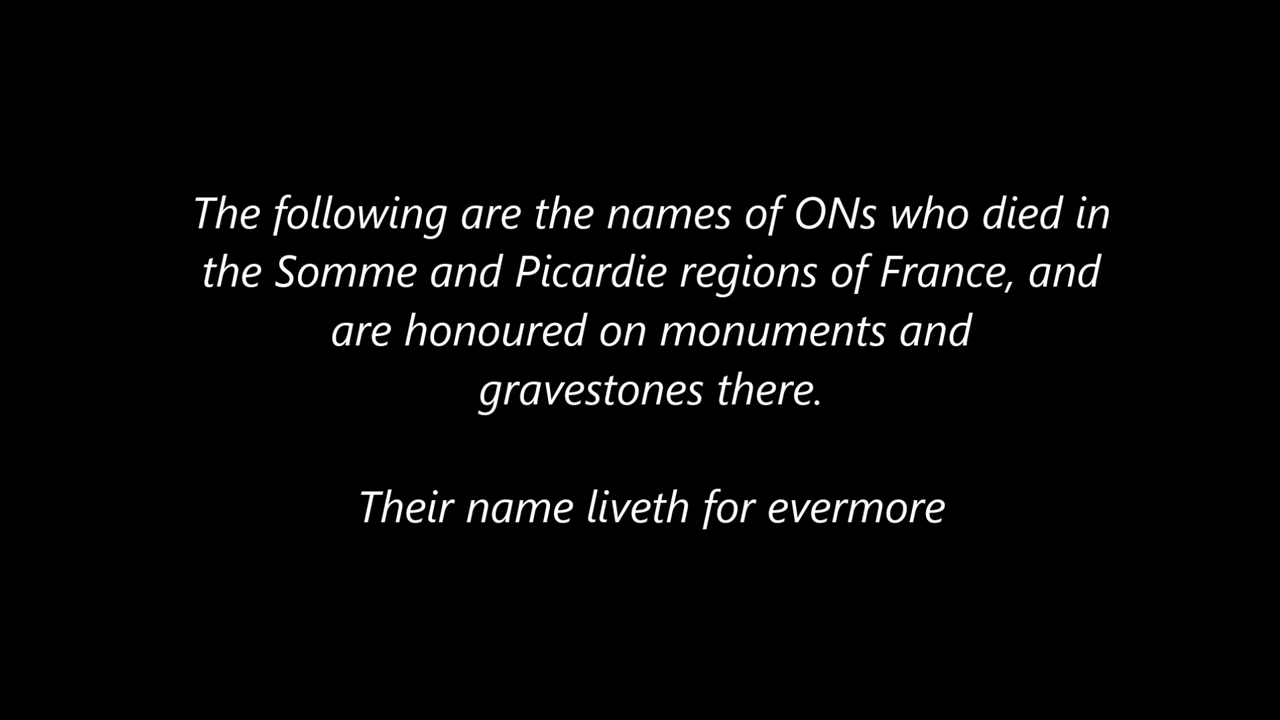 The following are the names of ONs who died in
the Somme and Picardie regions of France, and
are honoured on monuments and
gravestones there.
Their name liveth for evermore